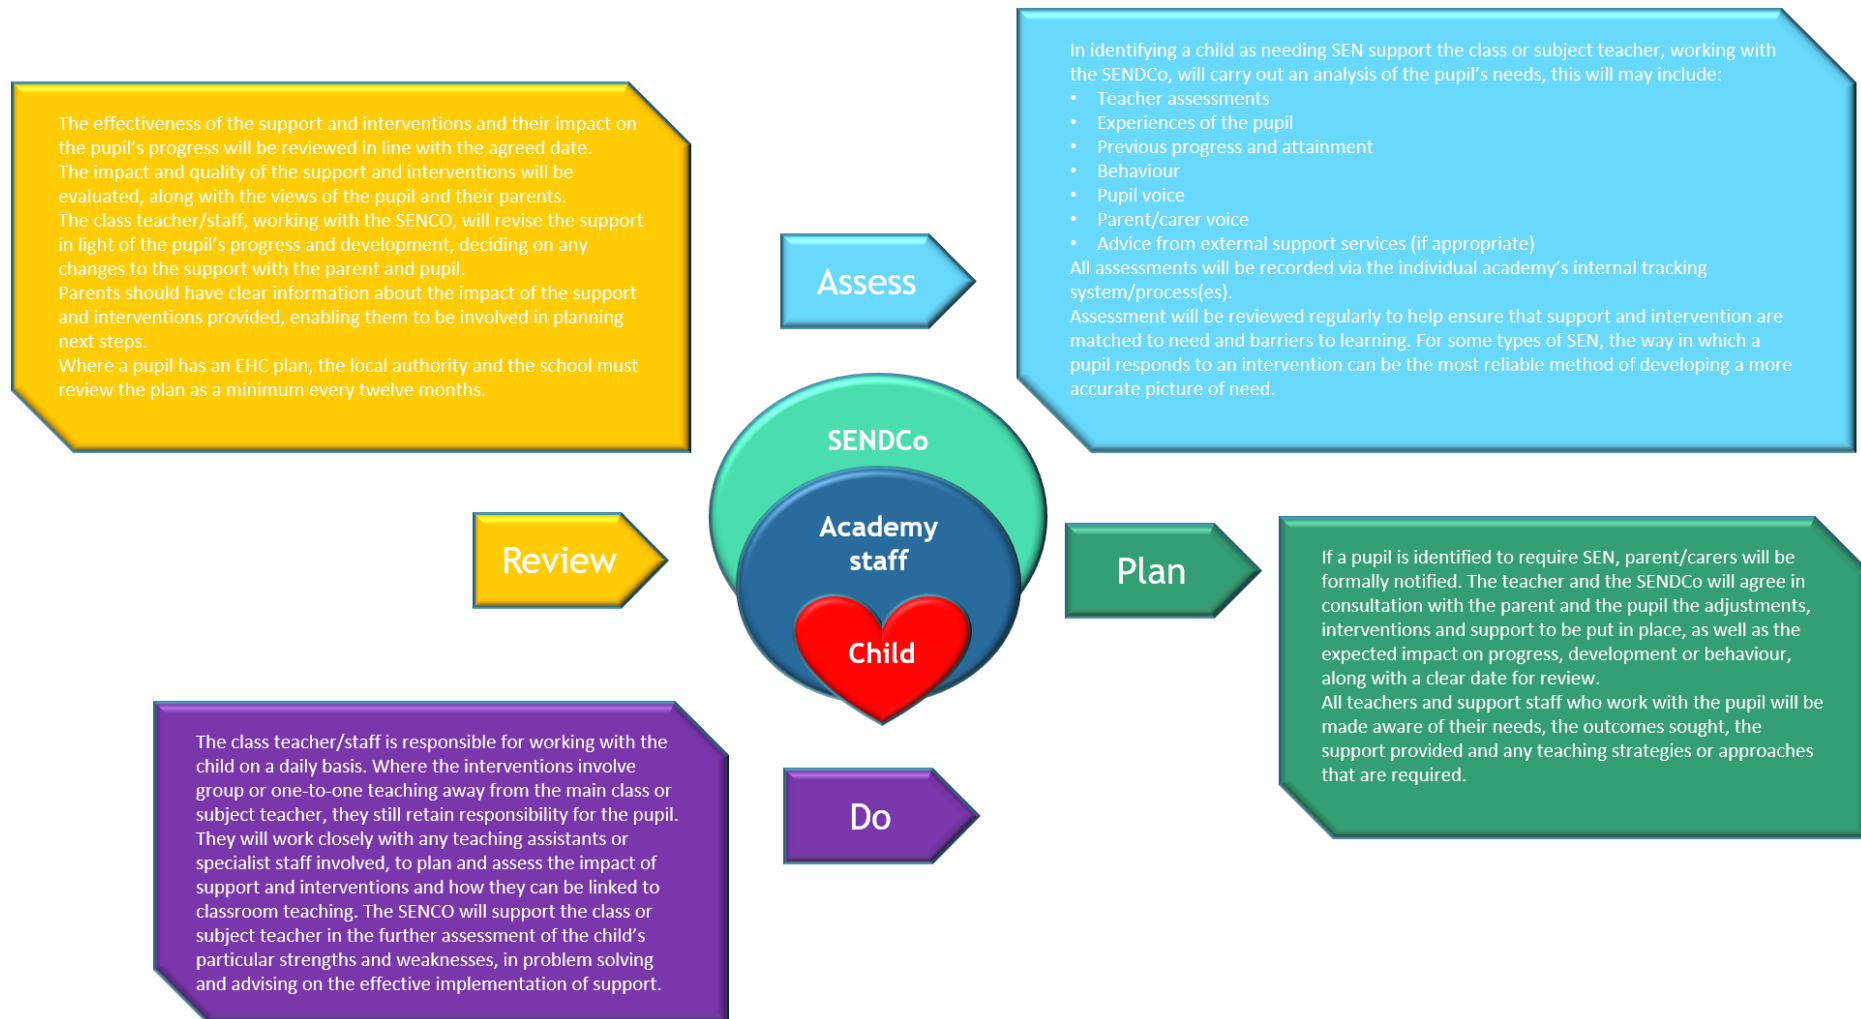 In identifying a child as needing SEN support the class or subject teacher, working with
the SENDCo, will carry out an analysis of the pupil’s needs, this will may include:
• Teacher assessments
• Experiences of the pupil
• Previous progress and attainment
• Behaviour
• Pupil voice
• Parent/carer voice
• Advice from external support services (if appropriate)
All assessments will be recorded via the individual academy’s internal tracking
system/process(es).
Assessment will be reviewed regularly to help ensure that support and intervention are
matched to need and barriers to learning. For some types of SEN, the way in which a
pupil responds to an intervention can be the most reliable method of developing a more
accurate picture of need.
The effectiveness of the support and interventions and their impact on
the pupil’s progress will be reviewed in line with the agreed date.
The impact and quality of the support and interventions will be
evaluated, along with the views of the pupil and their parents.
The class teacher/staff, working with the SENCO, will revise the support
in light of the pupil’s progress and development, deciding on any
changes to the support with the parent and pupil.
Parents should have clear information about the impact of the support
and interventions provided, enabling them to be involved in planning
next steps.
Where a pupil has an EHC plan, the local authority and the school must
review the plan as a minimum every twelve months.
Assess
SENDCo
Academy
staff
Child
Review
Plan
If a pupil is identified to require SEN, parent/carers will be
formally notified. The teacher and the SENDCo will agree in
consultation with the parent and the pupil the adjustments,
interventions and support to be put in place, as well as the
expected impact on progress, development or behaviour,
along with a clear date for review.
All teachers and support staff who work with the pupil will be
made aware of their needs, the outcomes sought, the
support provided and any teaching strategies or approaches
that are required.
The class teacher/staff is responsible for working with the
child on a daily basis. Where the interventions involve
group or one-to-one teaching away from the main class or
subject teacher, they still retain responsibility for the pupil.
They will work closely with any teaching assistants or
specialist staff involved, to plan and assess the impact of
support and interventions and how they can be linked to
classroom teaching. The SENCO will support the class or
subject teacher in the further assessment of the child’s
particular strengths and weaknesses, in problem solving
and advising on the effective implementation of support.
Do